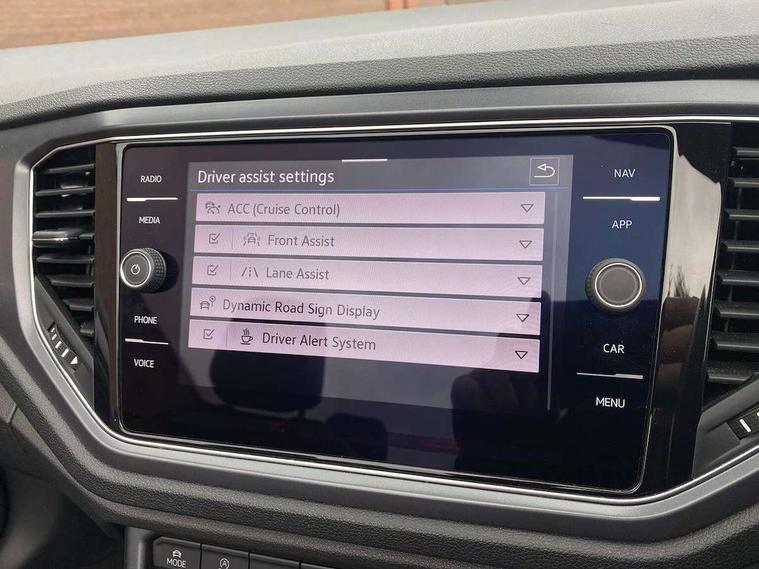 RADIO
MEDIA
PHONE
VOICE
Driver assist settings
ACC (Cruise Control)
Front Assist
Lane Assist
Dynamic Road Sign Display
Driver Alert System
NAV
APP
CAR
MENU
MODE